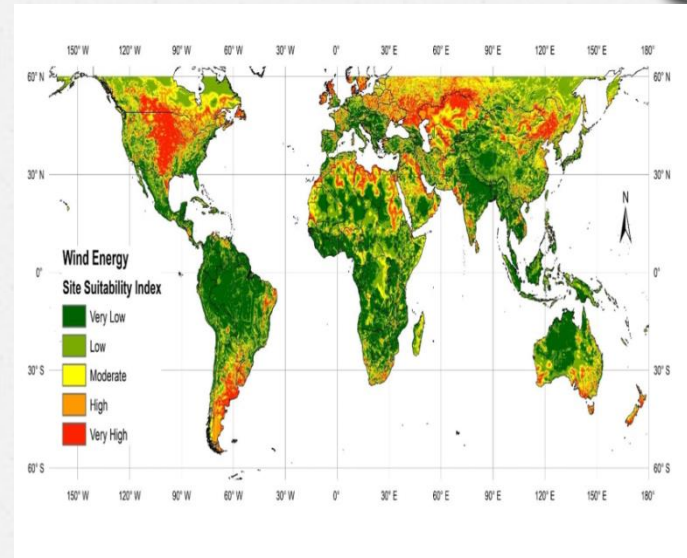 150° W 120° W 90° W 60° W 30° W 0° 30° E 60° E 90° E 120° E 150° E 180°
60° N 60° N
30° N 30° N
N
Wind Energy
Site Suitability Index
0° 0°
Very Low
Low
Moderate
30° S 30° S
High
Very High
60° S 60° S
150° W 120° W 90° W 60° W 30° W 0° 30° E 60° E 90° E 120° E 150° E 180°